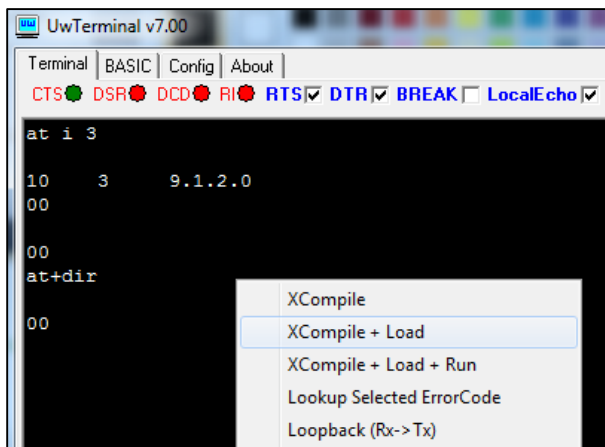 UwTerminal v7.00
Terminal BASIC Config About
CTS DSR DCD RI RTS DTR BREAK LocalEcho
at i 3
10 3 9.1.2.0
00
00
at+dir
00
XCompile
XCompile + Load
XCompile + Load + Run
Lookup Selected ErrorCode
Loopback (Rx->Tx)